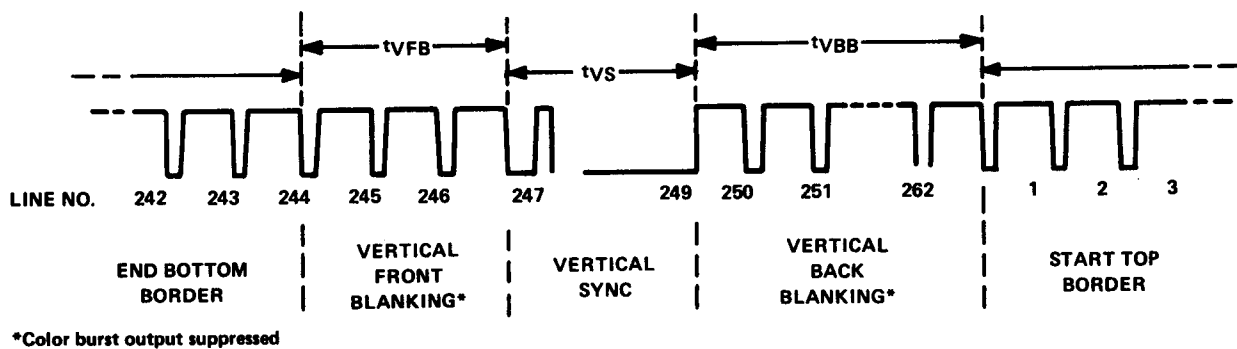 tVFB
tVBB
tVS
LINE NO. 242 243 244 245 246 247 249 250 251 262 1 2 3
END BOTTOM
BORDER
VERTICAL
FRONT
BLANKING*
VERTICAL
SYNC
VERTICAL
BACK
BLANKING*
START TOP
BORDER
*Color burst output suppressed